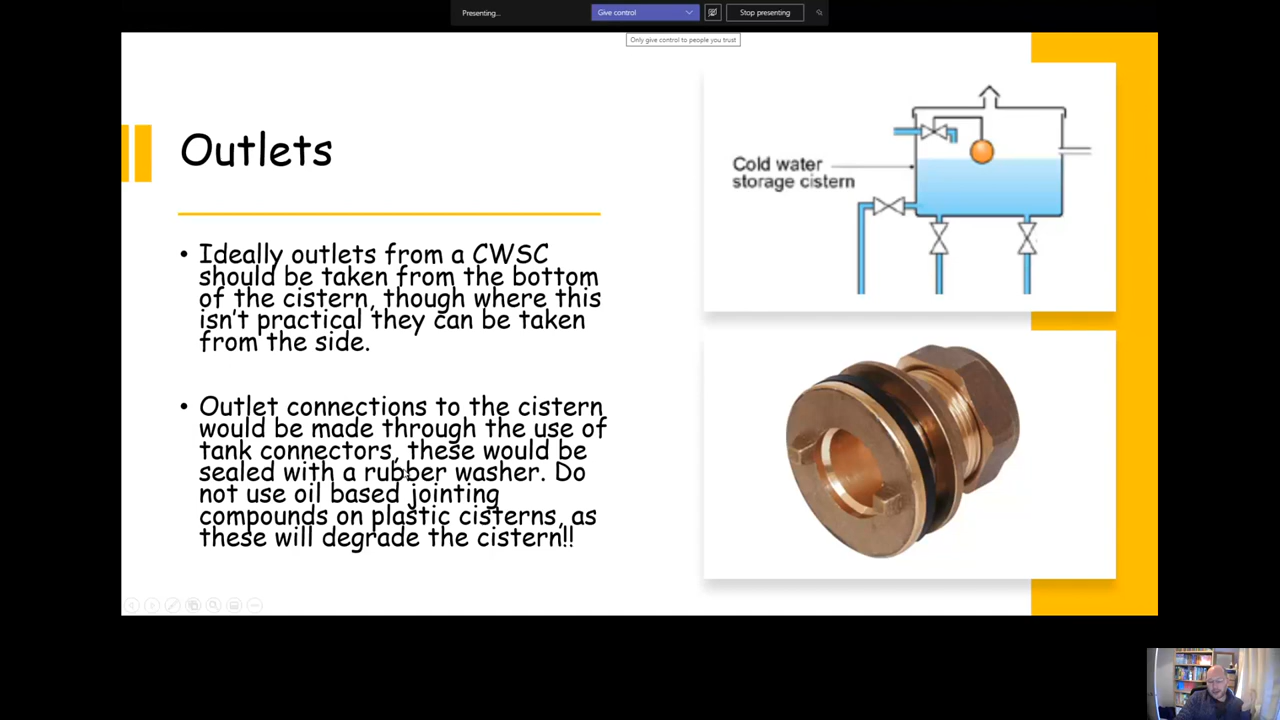 Presenting...
Give control
Stop presenting
Only give control to people you trust
Outlets
• Ideally outlets from a CWSC
should be taken from the bottom
of the cistern, though where this
isn't practical they can be taken
from the side.
• Outlet connections to the cistern
would be made through the use of
tank connectors, these would be
sealed with a rubber washer. Do
not use oil based jointing
compounds on plastic cisterns, as
these will degrade the cistern!!
Cold water
storage cistern